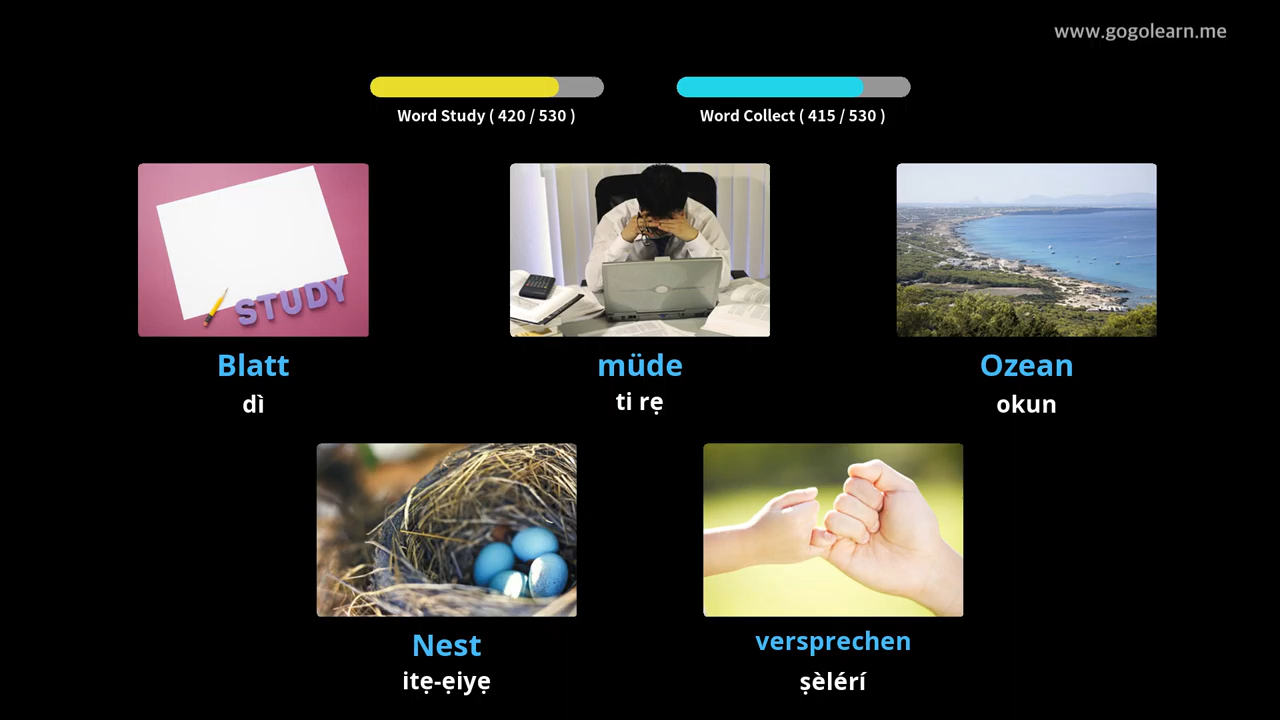 www.gogolearn.me
Word Study ( 420 / 530 )
Word Collect ( 415 / 530 )
STUDY
Blatt
dì
müde
ti rẹ
Ozean
okun
Nest
itẹ-ẹiyẹ
versprechen
ṣèlérí